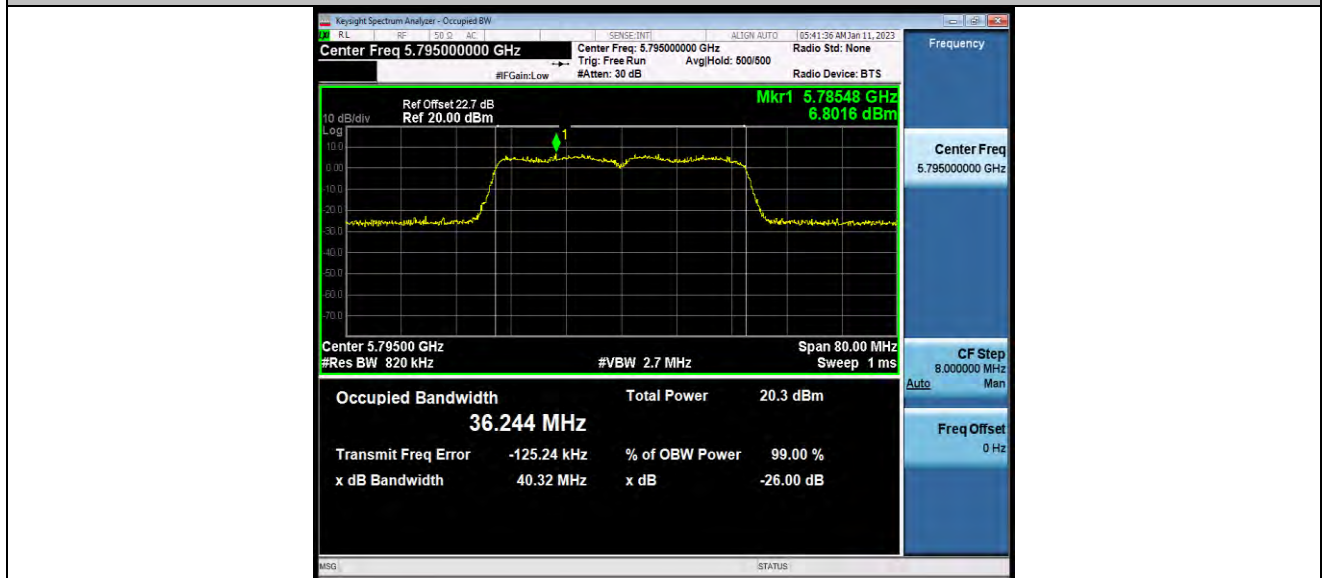 Keysight Spectrum Analyzer - Occupied BW
RL RF 50 Ω AC SENSE:INT ALIGN AUTO 05:41:36 AM Jan 11, 2023
Center Freq 5.795000000 GHz
Center Freq: 5.795000000 GHz
Radio Std: None
Trig: Free Run Avg|Hold: 500/500
#IFGain:Low
#Atten: 30 dB
Radio Device: BTS
Frequency
Mkr1 5.78548 GHz
6.8016 dBm
Ref Offset 22.7 dB
10 dB/div Ref 20.00 dBm
Log
1
10.0
0.00
-10.0
-20.0
-30.0
-40.0
-50.0
-60.0
-70.0
Center 5.79500 GHz Span 80.00 MHz
#Res BW 820 kHz #VBW 2.7 MHz Sweep 1 ms
Center Freq
5.795000000 GHz
CF Step
8.000000 MHz
Auto Man
Freq Offset
0 Hz
Occupied Bandwidth Total Power 20.3 dBm
36.244 MHz
Transmit Freq Error -125.24 kHz % of OBW Power 99.00 %
x dB Bandwidth 40.32 MHz x dB -26.00 dB
MSG STATUS